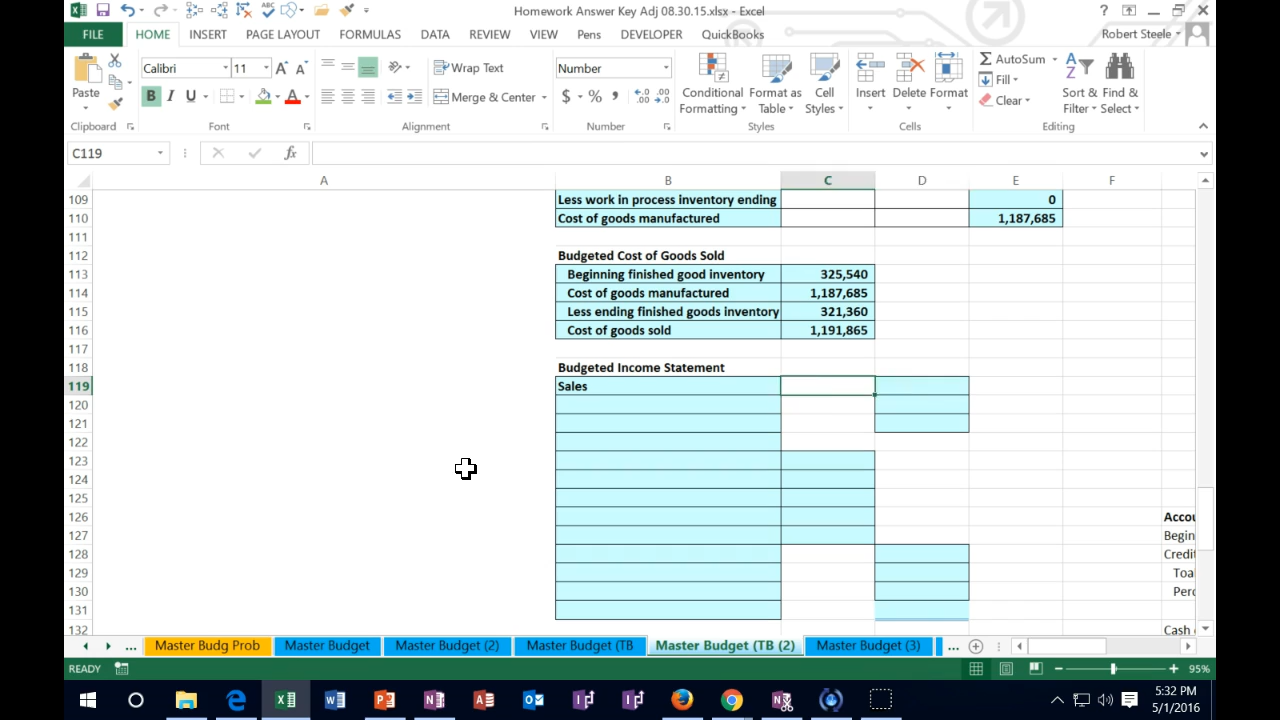 Homework Answer Key Adj 08.30.15.xlsx - Excel
FILE HOME INSERT PAGE LAYOUT FORMULAS DATA REVIEW VIEW Pens DEVELOPER QuickBooks Robert Steele
Calibri 11 Wrap Text Number AutoSum
Paste Conditional Formatting Format as Table Cell Styles Insert Delete Format Fill Sort & Filter Find & Select
B I U Merge & Center $ % Clear
Clipboard Font Alignment Number Styles Cells Editing
C119 fx
A B C D E F
109 Less work in process inventory ending 0
110 Cost of goods manufactured 1,187,685
111
112 Budgeted Cost of Goods Sold
113 Beginning finished good inventory 325,540
114 Cost of goods manufactured 1,187,685
115 Less ending finished goods inventory 321,360
116 Cost of goods sold 1,191,865
117
118 Budgeted Income Statement
119 Sales
120
121
122
123
124
125
126 Accou
127 Begin
128 Credit
129 Toa
130 Perc
131
132 Cash
... Master Budg Prob Master Budget Master Budget (2) Master Budget (TB Master Budget (TB (2) Master Budget (3) ...
READY 95%
5:32 PM
5/1/2016